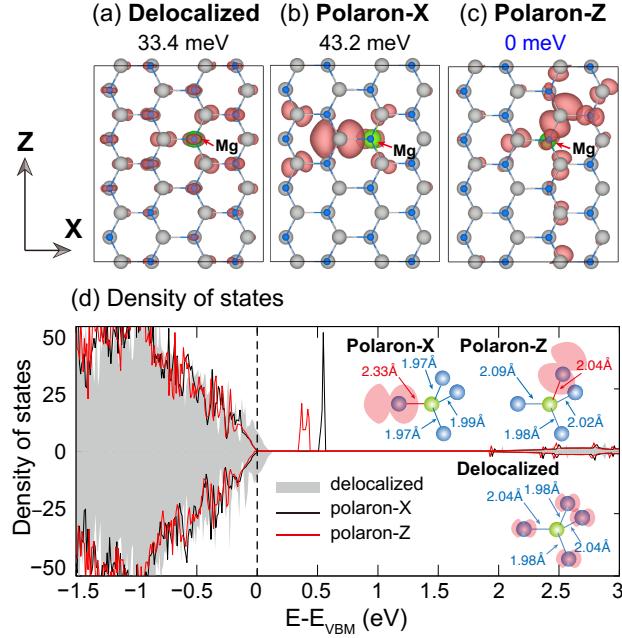 (a) Delocalized (b) Polaron-X (c) Polaron-Z
33.4 meV 43.2 meV 0 meV
Z
X
Mg Mg Mg
(d) Density of states
Density of states
50
25
0
−25
−50
Polaron-X Polaron-Z
1.97Å
2.33Å
1.99Å
1.97Å
2.04Å
2.09Å
2.02Å
1.98Å
Delocalized
1.98Å
2.04Å
2.04Å
1.98Å
delocalized
polaron-X
polaron-Z
−1.5 −1 −0.5 0 0.5 1 1.5 2 2.5 3
E-EVBM (eV)